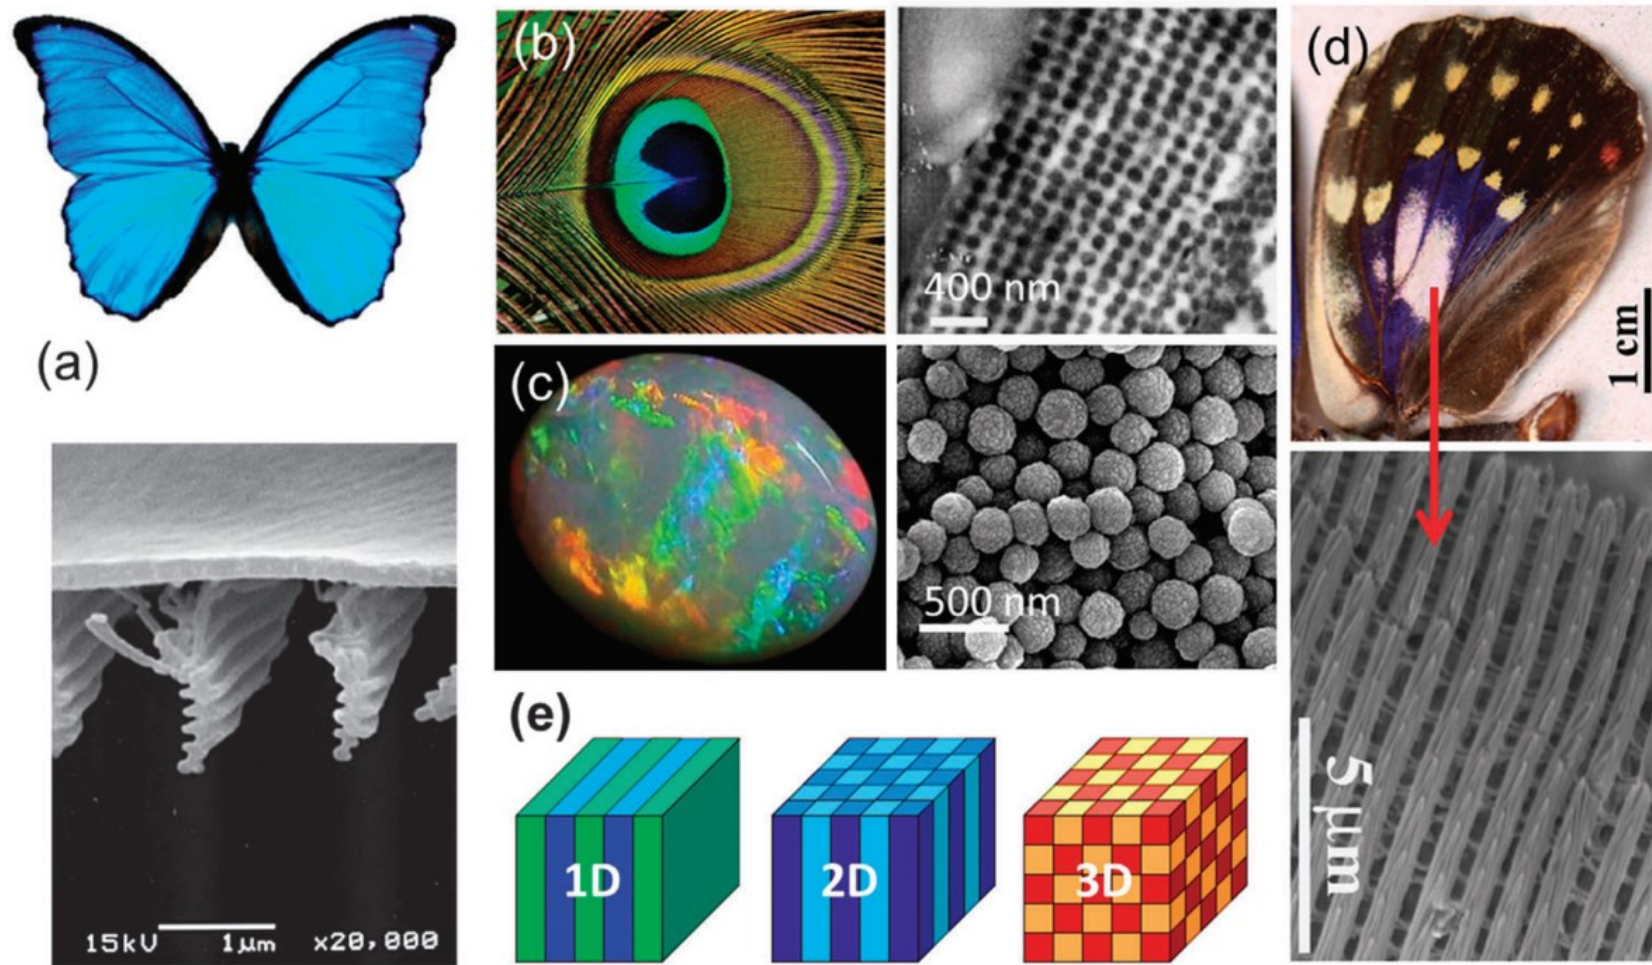 (a)
15kV 1μm x20,000
(b)
400 nm
(c)
500 nm
(d)
1 cm
5 μm
(e)
1D
2D
3D